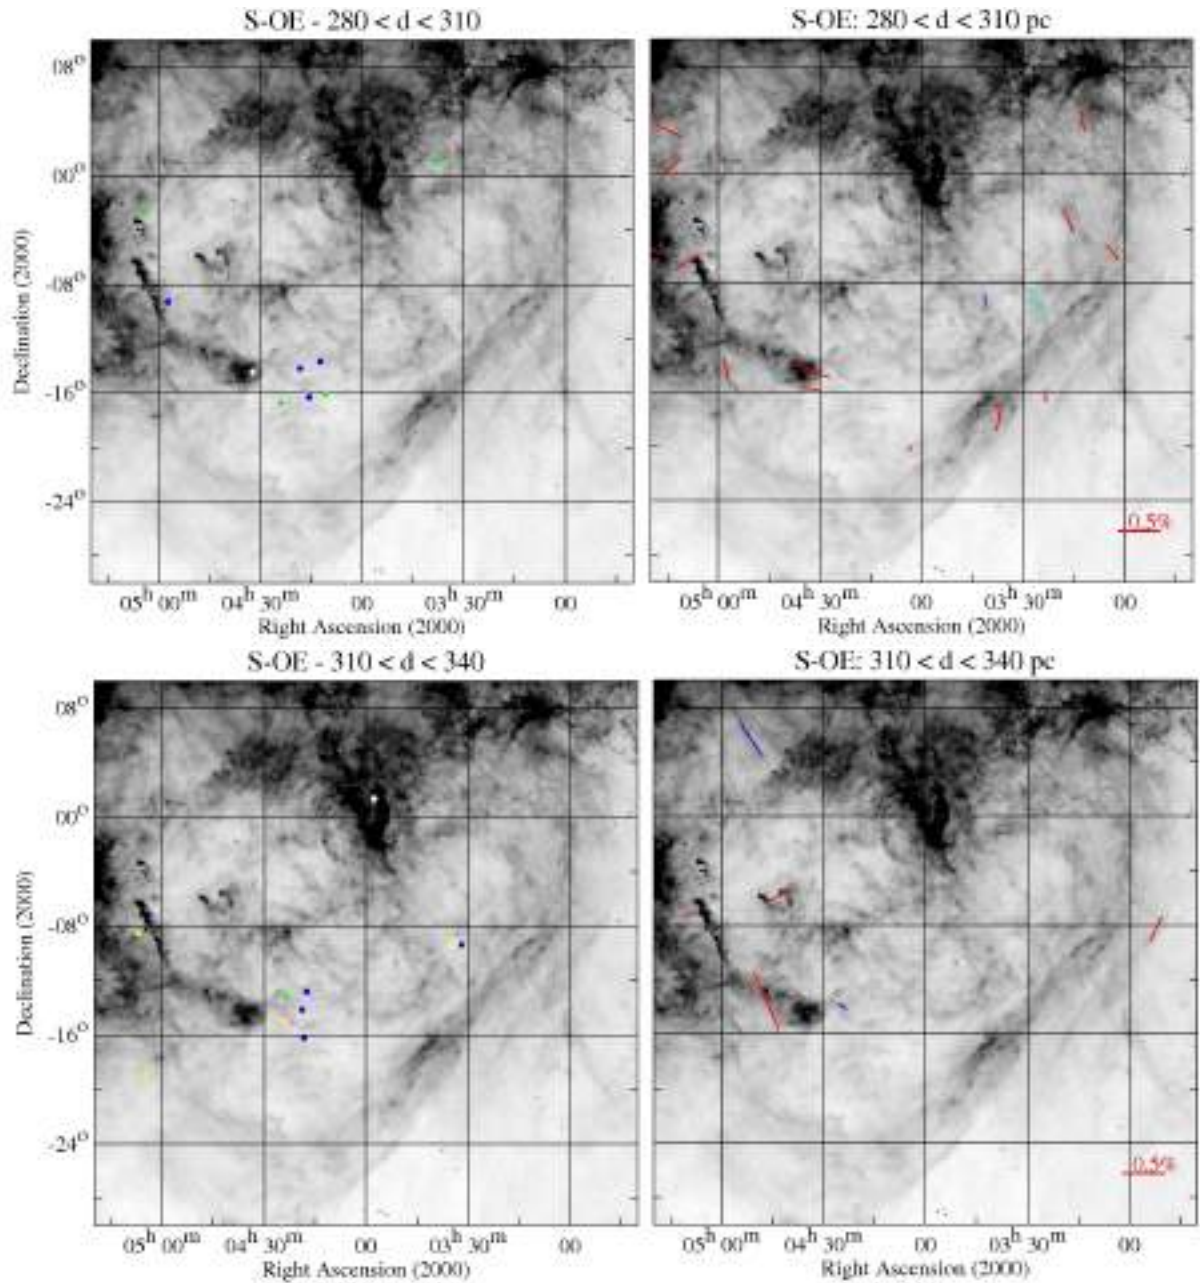 S-OE - 280 < d < 310
S-OE: 280 < d < 310 pc
08°
00°
-08°
-16°
-24°
Declination (2000)
0.5%
05ʰ 00ᵐ 04ʰ 30ᵐ 00 03ʰ 30ᵐ 00
05ʰ 00ᵐ 04ʰ 30ᵐ 00 03ʰ 30ᵐ 00
Right Ascension (2000)
Right Ascension (2000)
S-OE - 310 < d < 340
S-OE: 310 < d < 340 pc
08°
00°
-08°
-16°
-24°
Declination (2000)
0.5%
05ʰ 00ᵐ 04ʰ 30ᵐ 00 03ʰ 30ᵐ 00
05ʰ 00ᵐ 04ʰ 30ᵐ 00 03ʰ 30ᵐ 00
Right Ascension (2000)
Right Ascension (2000)